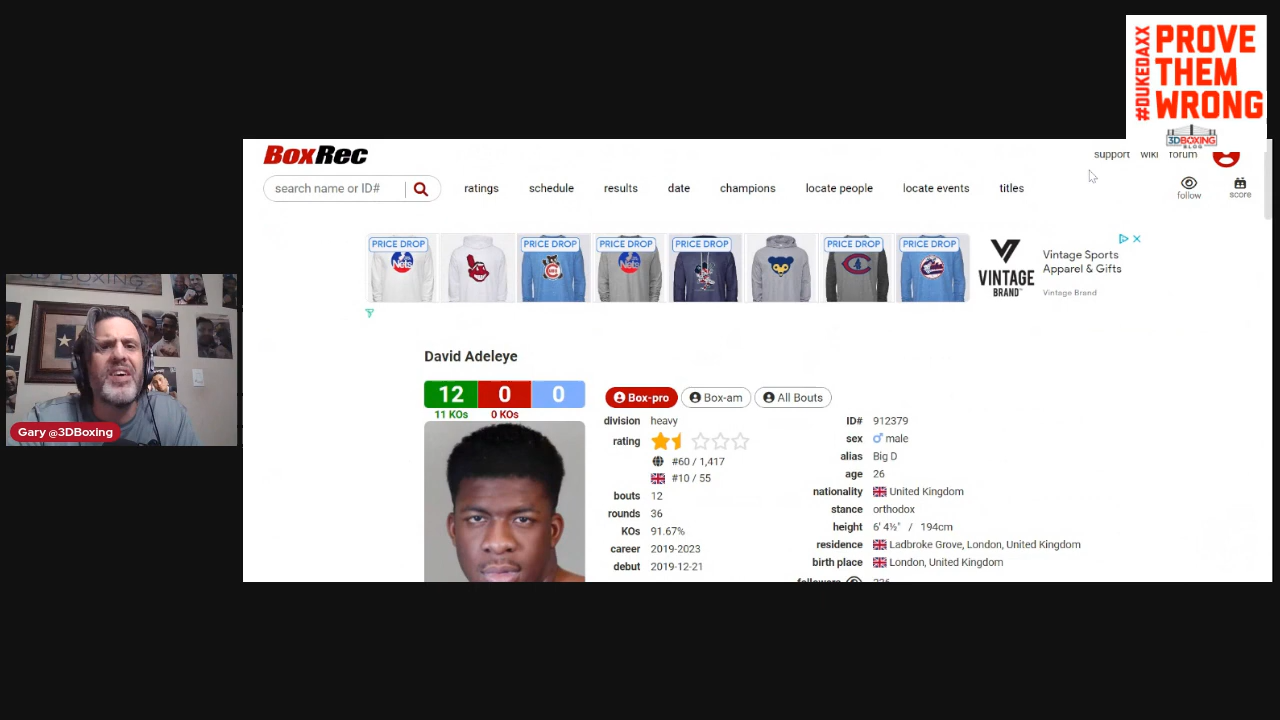 #DUKEDAXX
PROVE
THEM
WRONG
3DBOXING
BLOG
BoxRec
support wiki forum
search name or ID#
ratings schedule results date champions locate people locate events titles
follow
score
PRICE DROP PRICE DROP PRICE DROP PRICE DROP PRICE DROP PRICE DROP
Nets Nets
VINTAGE
BRAND
Vintage Sports
Apparel & Gifts
Vintage Brand
David Adeleye
12 0 0
11 KOs 0 KOs
Box-pro Box-am All Bouts
division heavy
rating
#60 / 1,417
#10 / 55
bouts 12
rounds 36
KOs 91.67%
career 2019-2023
debut 2019-12-21
ID# 912379
sex male
alias Big D
age 26
nationality United Kingdom
stance orthodox
height 6' 4½" / 194cm
residence Ladbroke Grove, London, United Kingdom
birth place London, United Kingdom
3D BOXING
Gary @3DBoxing